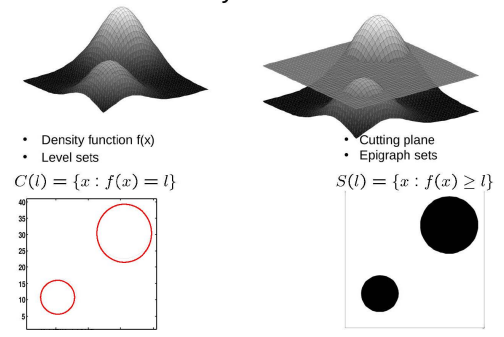 • Density function f(x)
• Level sets
C(l) = {x : f(x) = l}
40
35
30
25
20
15
10
5
• Cutting plane
• Epigraph sets
S(l) = {x : f(x) ≥ l}